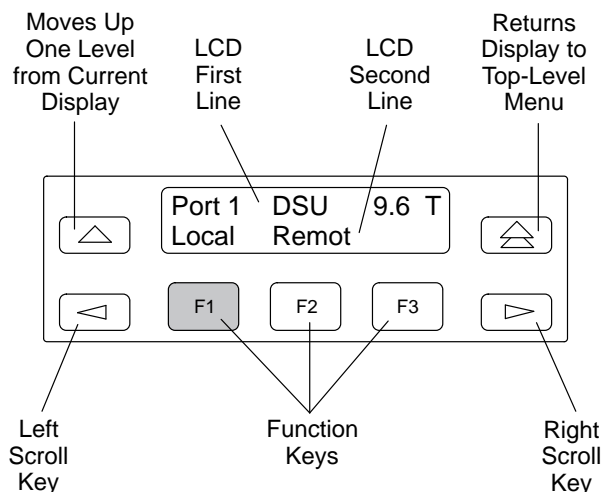 Moves Up
One Level
from Current
Display
LCD
First
Line
LCD
Second
Line
Returns
Display to
Top-Level
Menu
Port 1 DSU 9.6 T
Local Remot
F1 F2 F3
Left
Scroll
Key
Function
Keys
Right
Scroll
Key